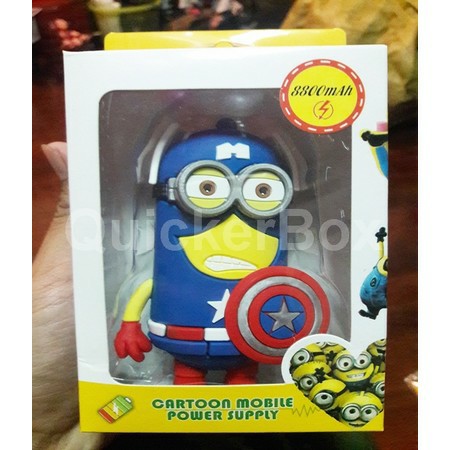 8800mAh
M
QuickerBox
CARTOON MOBILE
POWER SUPPLY